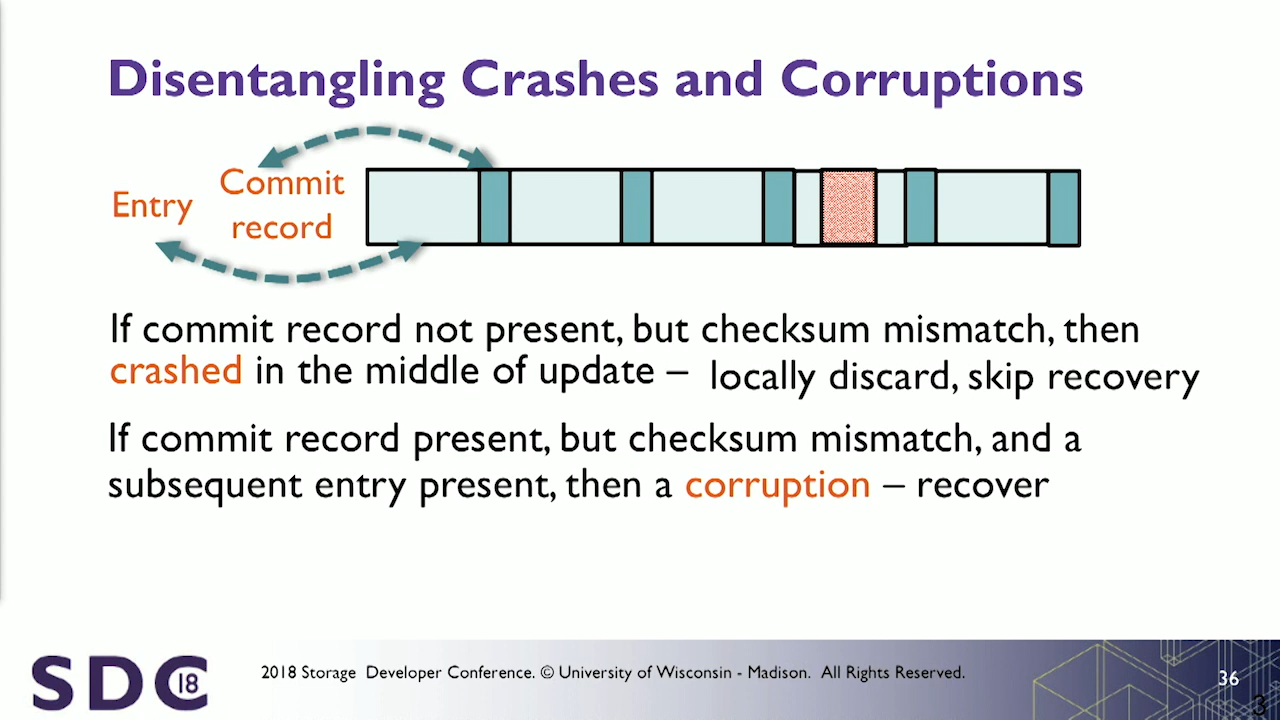 Disentangling Crashes and Corruptions
Entry
Commit
record
If commit record not present, but checksum mismatch, then
crashed in the middle of update – locally discard, skip recovery
If commit record present, but checksum mismatch, and a
subsequent entry present, then a corruption – recover
SDC 18
2018 Storage Developer Conference. © University of Wisconsin - Madison. All Rights Reserved.
36
3